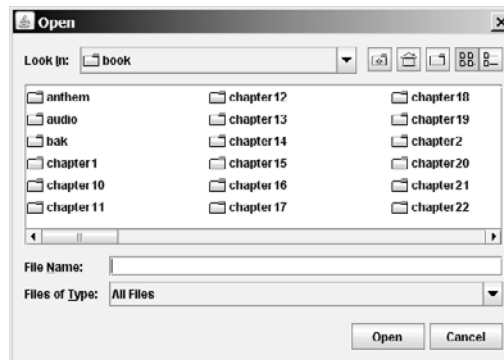 Open
Look In: book
anthem chapter12 chapter18
audio chapter13 chapter19
bak chapter14 chapter2
chapter1 chapter15 chapter20
chapter10 chapter16 chapter21
chapter11 chapter17 chapter22
File Name:
Files of Type: All Files
Open Cancel